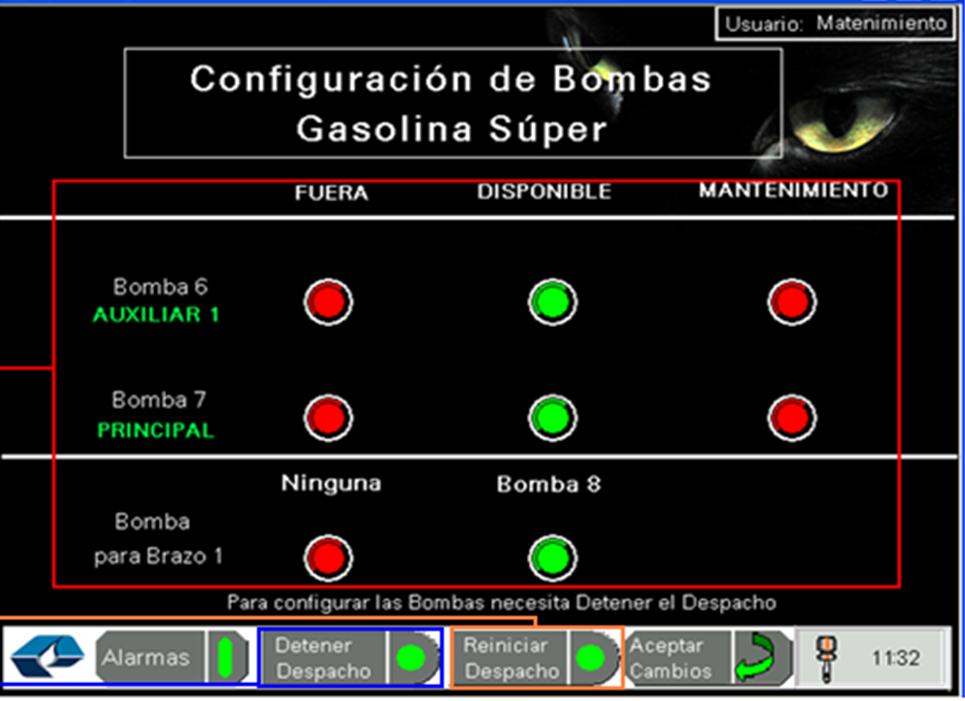 Usuario: Matenimiento
Configuración de Bombas
Gasolina Súper
FUERA DISPONIBLE MANTENIMIENTO
Bomba 6
AUXILIAR 1
Bomba 7
PRINCIPAL
Ninguna Bomba 8
Bomba
para Brazo 1
Para configurar las Bombas necesita Detener el Despacho
Alarmas
Detener
Despacho
Reiniciar
Despacho
Aceptar
Cambios
11:32